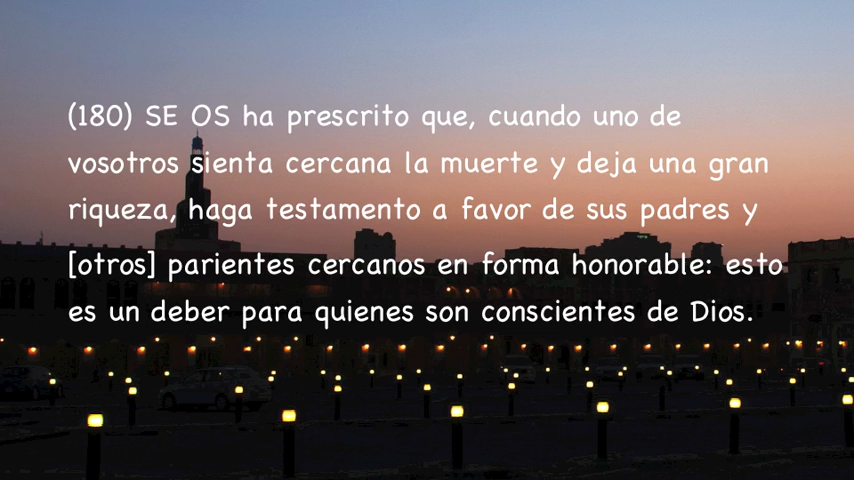 (180) SE OS ha prescrito que, cuando uno de
vosotros sienta cercana la muerte y deja una gran
riqueza, haga testamento a favor de sus padres y
[otros] parientes cercanos en forma honorable: esto
es un deber para quienes son conscientes de Dios.